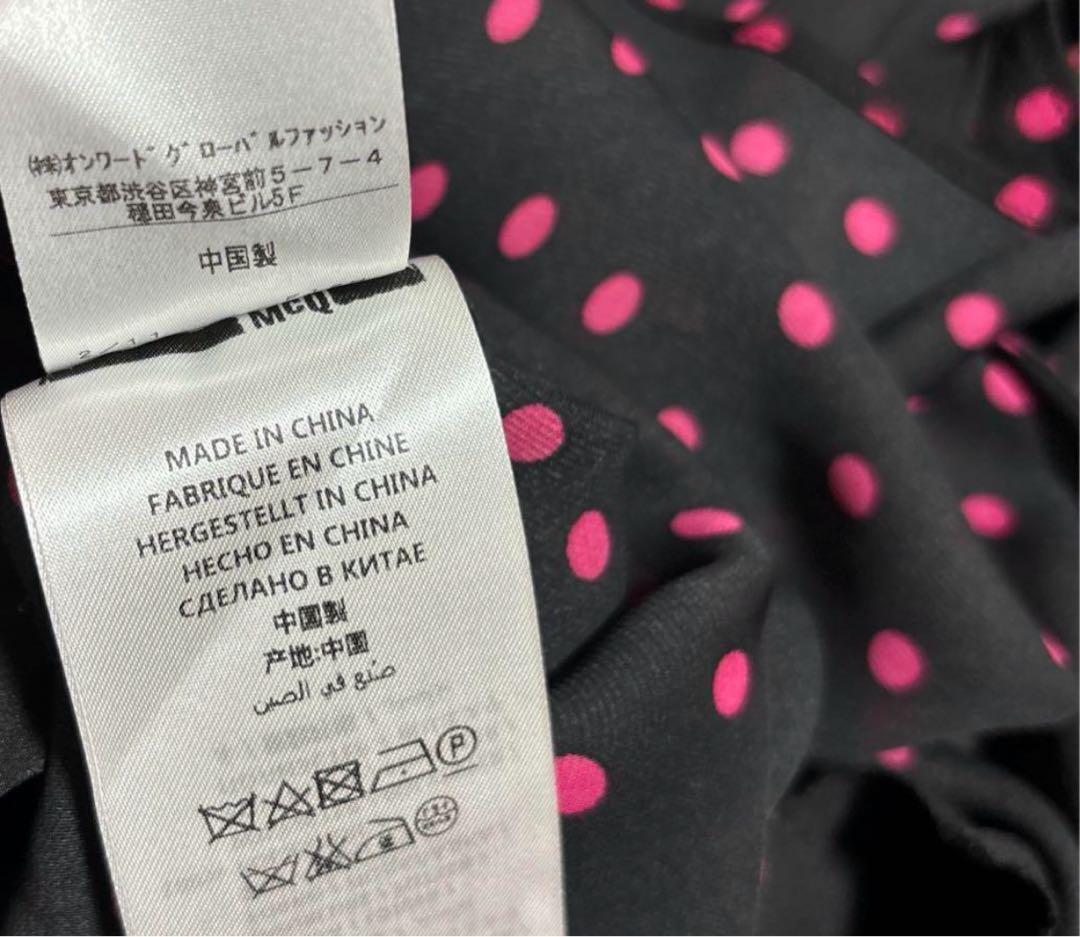 (株)オンワードグローバルファッション
東京都渋谷区神宮前5-7-4
穏田今泉ビル5F
中国製
McQ
MADE IN CHINA
FABRIQUE EN CHINE
HERGESTELLT IN CHINA
HECHO EN CHINA
СДЕЛАНО В КИТАЕ
中国製
产地:中国
صنع في الصين
P